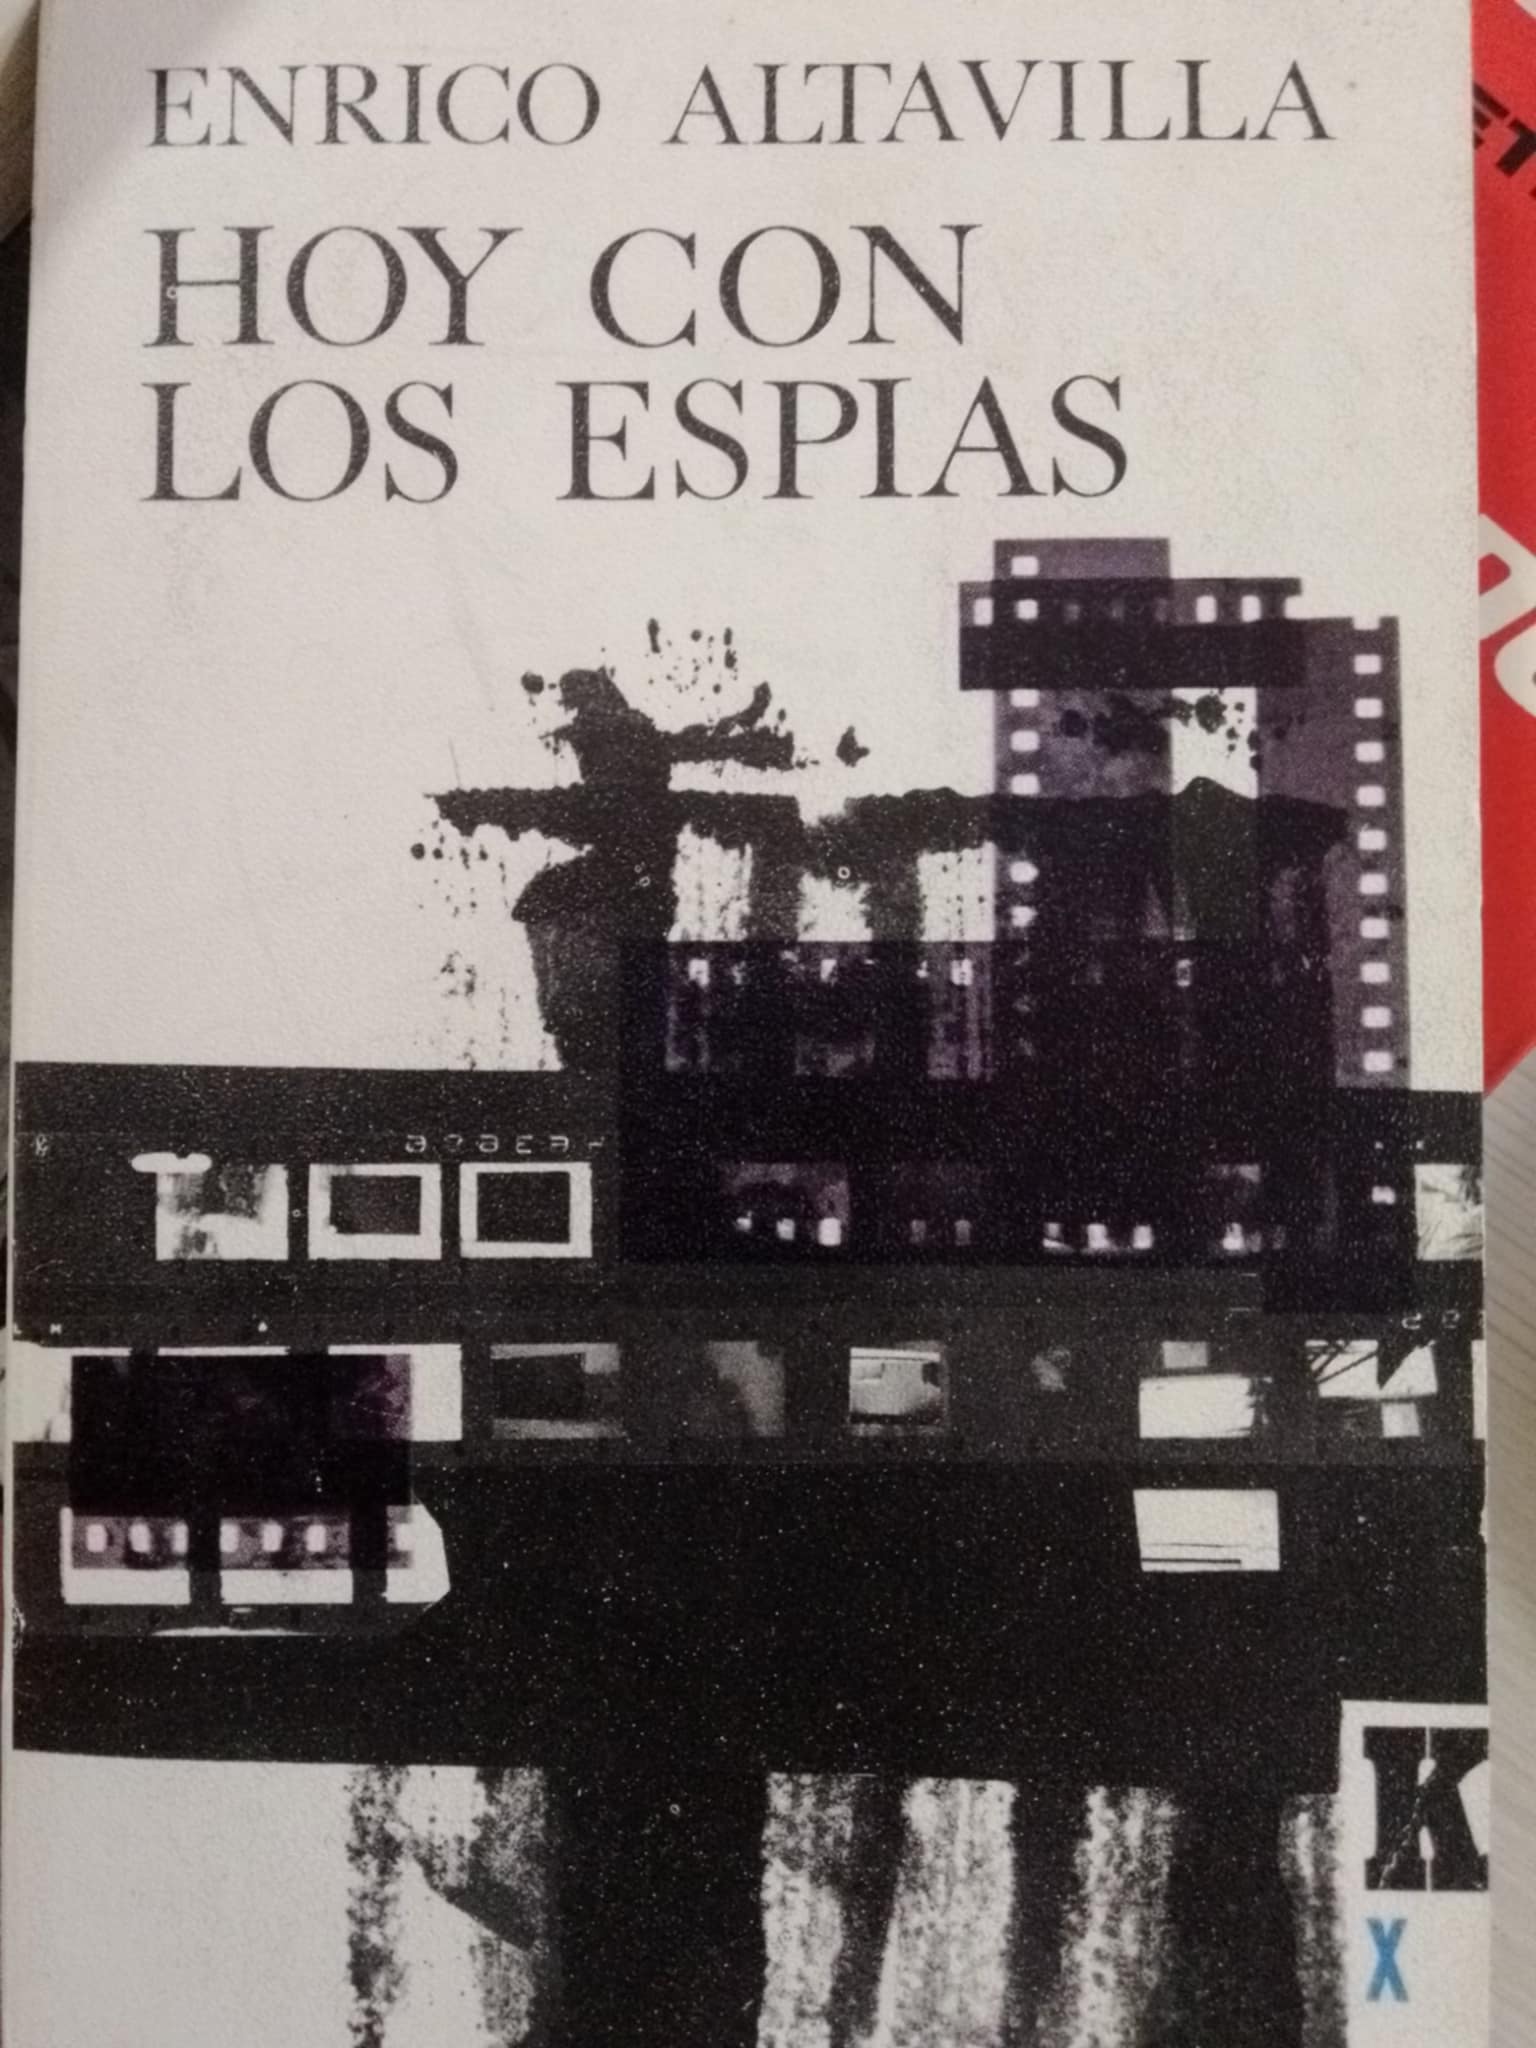 ENRICO ALTAVILLA
HOY CON
LOS ESPIAS
K
X